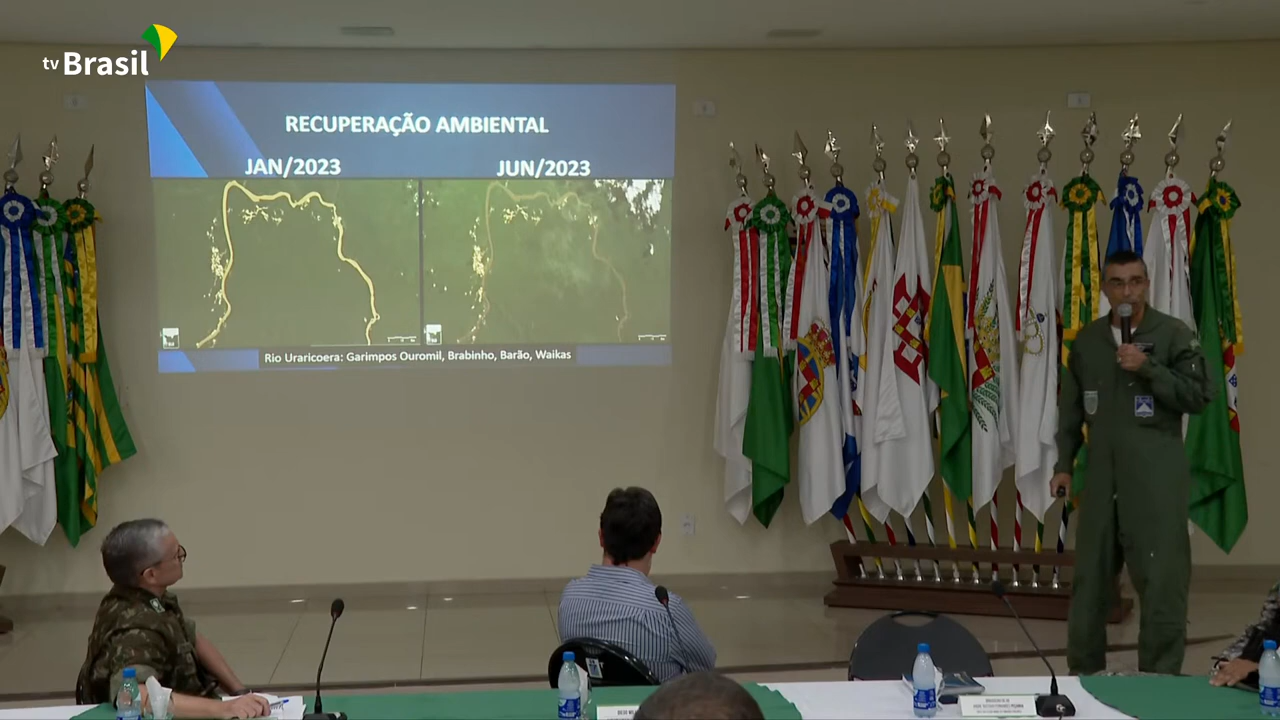 tv Brasil
RECUPERAÇÃO AMBIENTAL
JAN/2023
JUN/2023
Rio Uraricoera: Garimpos Ouromil, Brabinho, Barão, Waikas